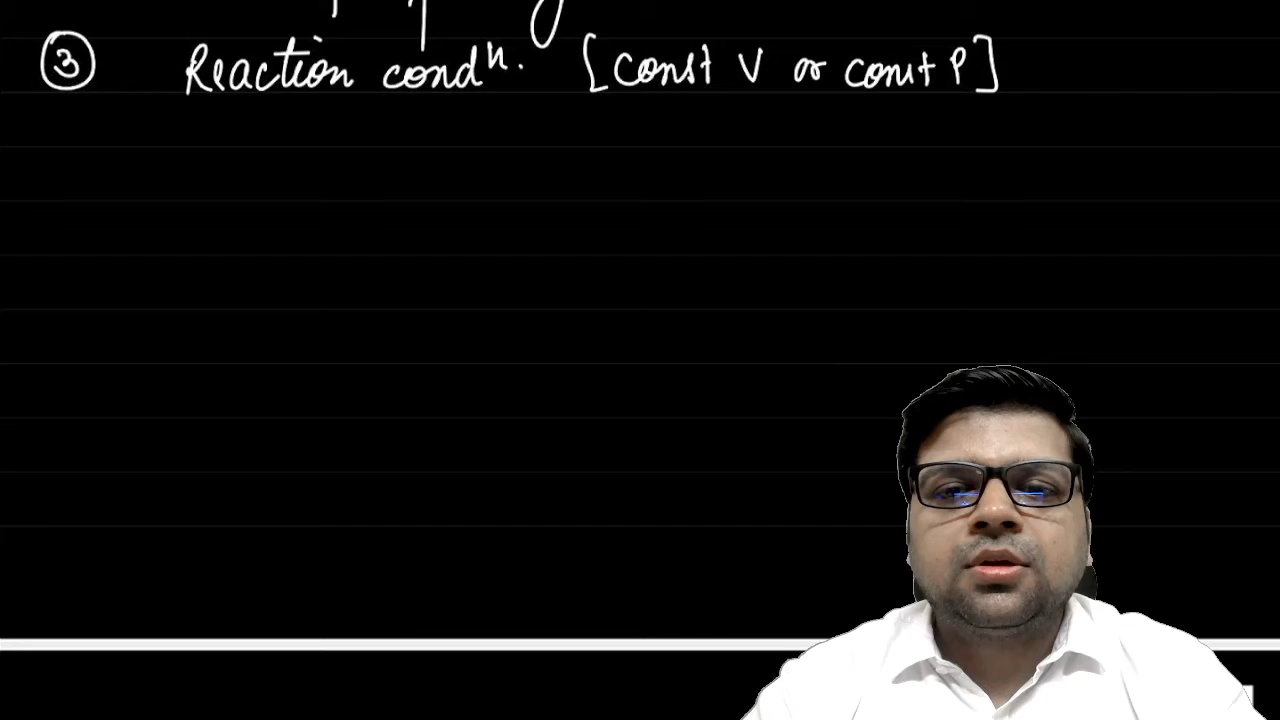 ③ Reaction condⁿ. [const V or const P]